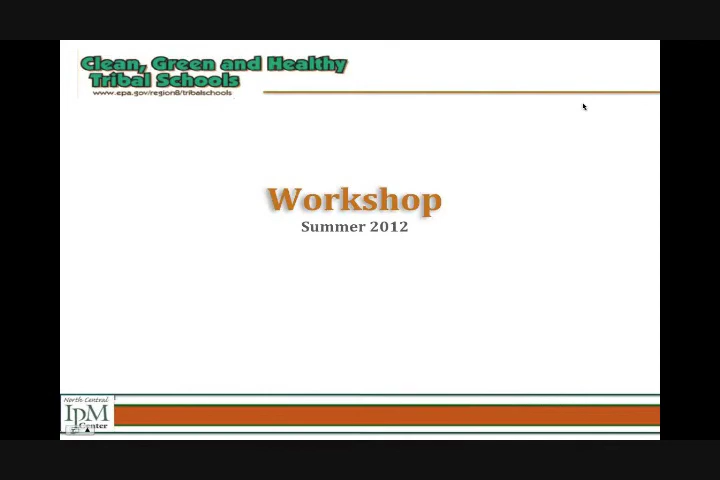 Clean, Green and Healthy
Tribal Schools
www.epa.gov/region8/tribalschools
Workshop
Summer 2012
North Central
IpM
Center